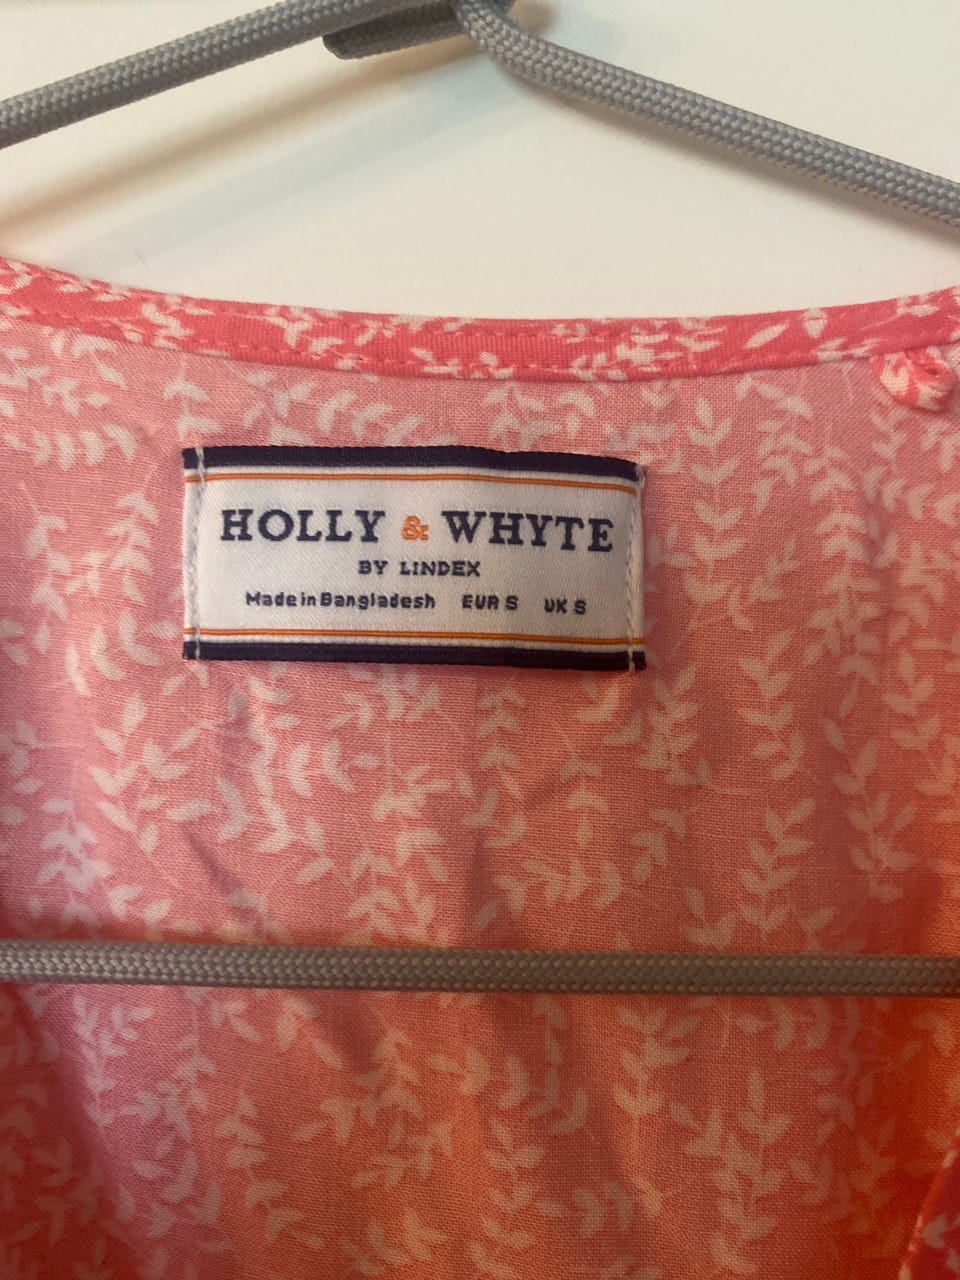 HOLLY & WHYTE
BY LINDEX
Made in Bangladesh EUR S UK S